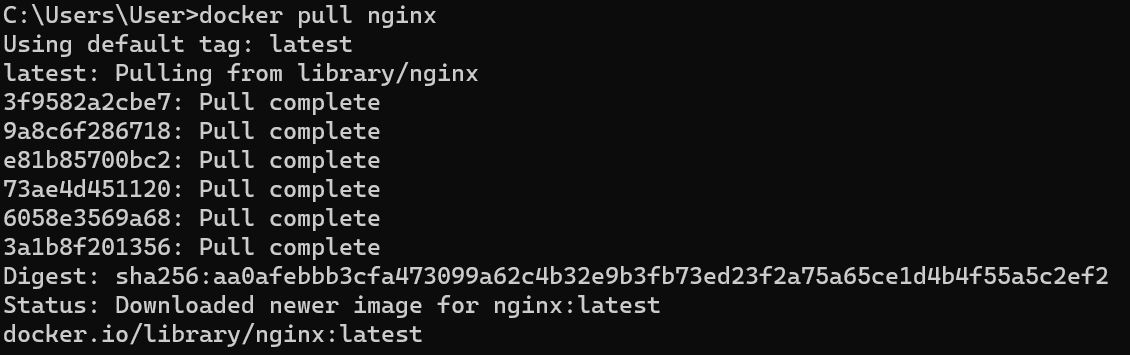 C:\Users\User>docker pull nginx
Using default tag: latest
latest: Pulling from library/nginx
3f9582a2cbe7: Pull complete
9a8c6f286718: Pull complete
e81b85700bc2: Pull complete
73ae4d451120: Pull complete
6058e3569a68: Pull complete
3a1b8f201356: Pull complete
Digest: sha256:aa0afebbb3cfa473099a62c4b32e9b3fb73ed23f2a75a65ce1d4b4f55a5c2ef2
Status: Downloaded newer image for nginx:latest
docker.io/library/nginx:latest